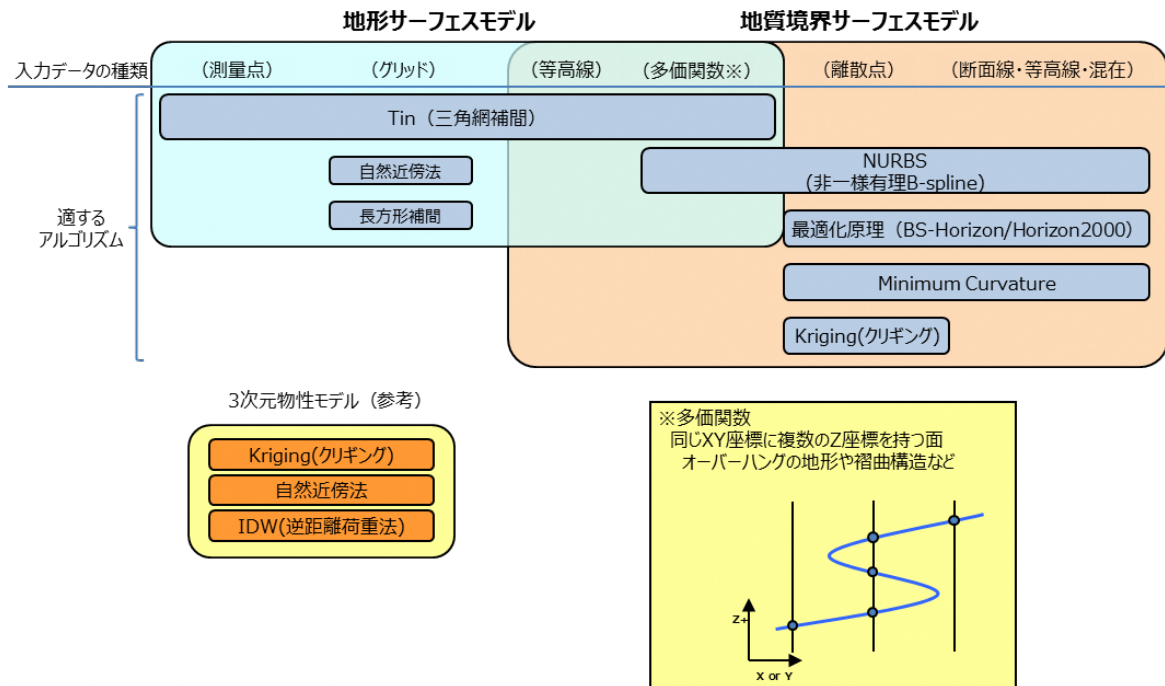 地形サーフェスモデル
地質境界サーフェスモデル
入力データの種類
（測量点）
（グリッド）
（等高線）
（多価関数※）
（離散点）
（断面線・等高線・混在）
適する
アルゴリズム
Tin（三角網補間）
自然近傍法
長方形補間
NURBS
(非一様有理B-spline)
最適化原理（BS-Horizon/Horizon2000）
Minimum Curvature
Kriging(クリギング)
3次元物性モデル（参考）
Kriging(クリギング)
自然近傍法
IDW(逆距離荷重法)
※多価関数
同じXY座標に複数のZ座標を持つ面
オーバーハングの地形や褶曲構造など
Z+
X or Y